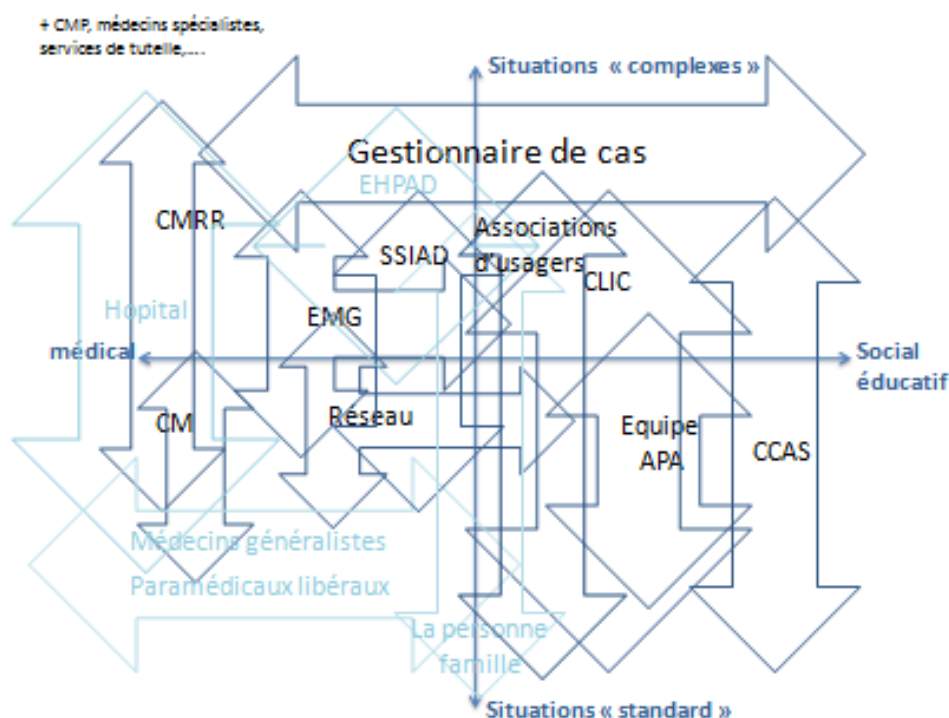 + CMP, médecins spécialistes,
services de tutelle,....
Situations « complexes »
Gestionnaire de cas
EHPAD
CMRR
Associations
d'usagers
SSIAD
CLIC
Hopital
EMG
médical
Social
éducatif
CM
Réseau
Equipe
APA
CCAS
Médecins généralistes
Paramédicaux libéraux
La personne
famille
Situations « standard »